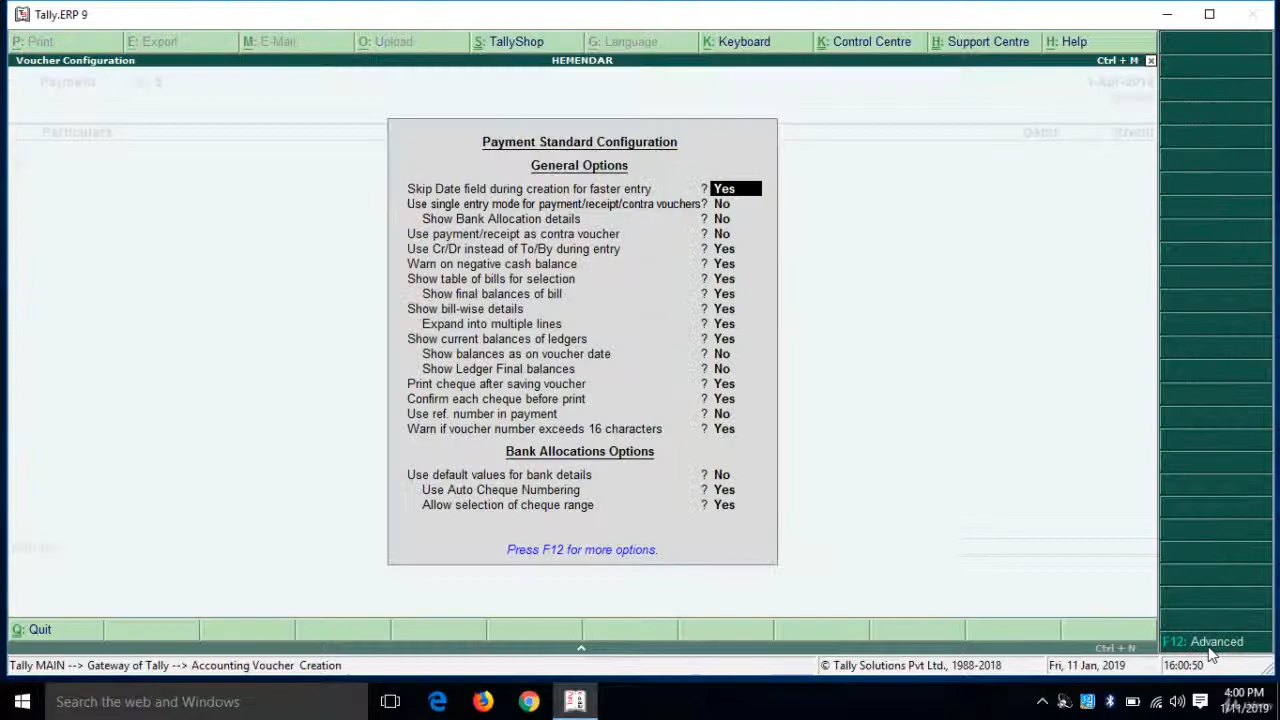 Tally.ERP 9
P: Print E: Export M: E-Mail O: Upload S: TallyShop G: Language K: Keyboard K: Control Centre H: Support Centre H: Help
Voucher Configuration HEMENDAR Ctrl + M
Payment
Particulars Debit Credit
Payment Standard Configuration
General Options
Skip Date field during creation for faster entry ? Yes
Use single entry mode for payment/receipt/contra vouchers? No
Show Bank Allocation details ? No
Use payment/receipt as contra voucher ? No
Use Cr/Dr instead of To/By during entry ? Yes
Warn on negative cash balance ? Yes
Show table of bills for selection ? Yes
Show final balances of bill ? Yes
Show bill-wise details ? Yes
Expand into multiple lines ? Yes
Show current balances of ledgers ? Yes
Show balances as on voucher date ? No
Show Ledger Final balances ? No
Print cheque after saving voucher ? Yes
Confirm each cheque before print ? Yes
Use ref. number in payment ? No
Warn if voucher number exceeds 16 characters ? Yes
Bank Allocations Options
Use default values for bank details ? No
Use Auto Cheque Numbering ? Yes
Allow selection of cheque range ? Yes
Press F12 for more options.
Q: Quit
F12: Advanced
Ctrl + N
Tally MAIN --> Gateway of Tally --> Accounting Voucher Creation © Tally Solutions Pvt Ltd., 1988-2018 Fri, 11 Jan, 2019 16:00:50
Search the web and Windows
4:00 PM
1/11/2019